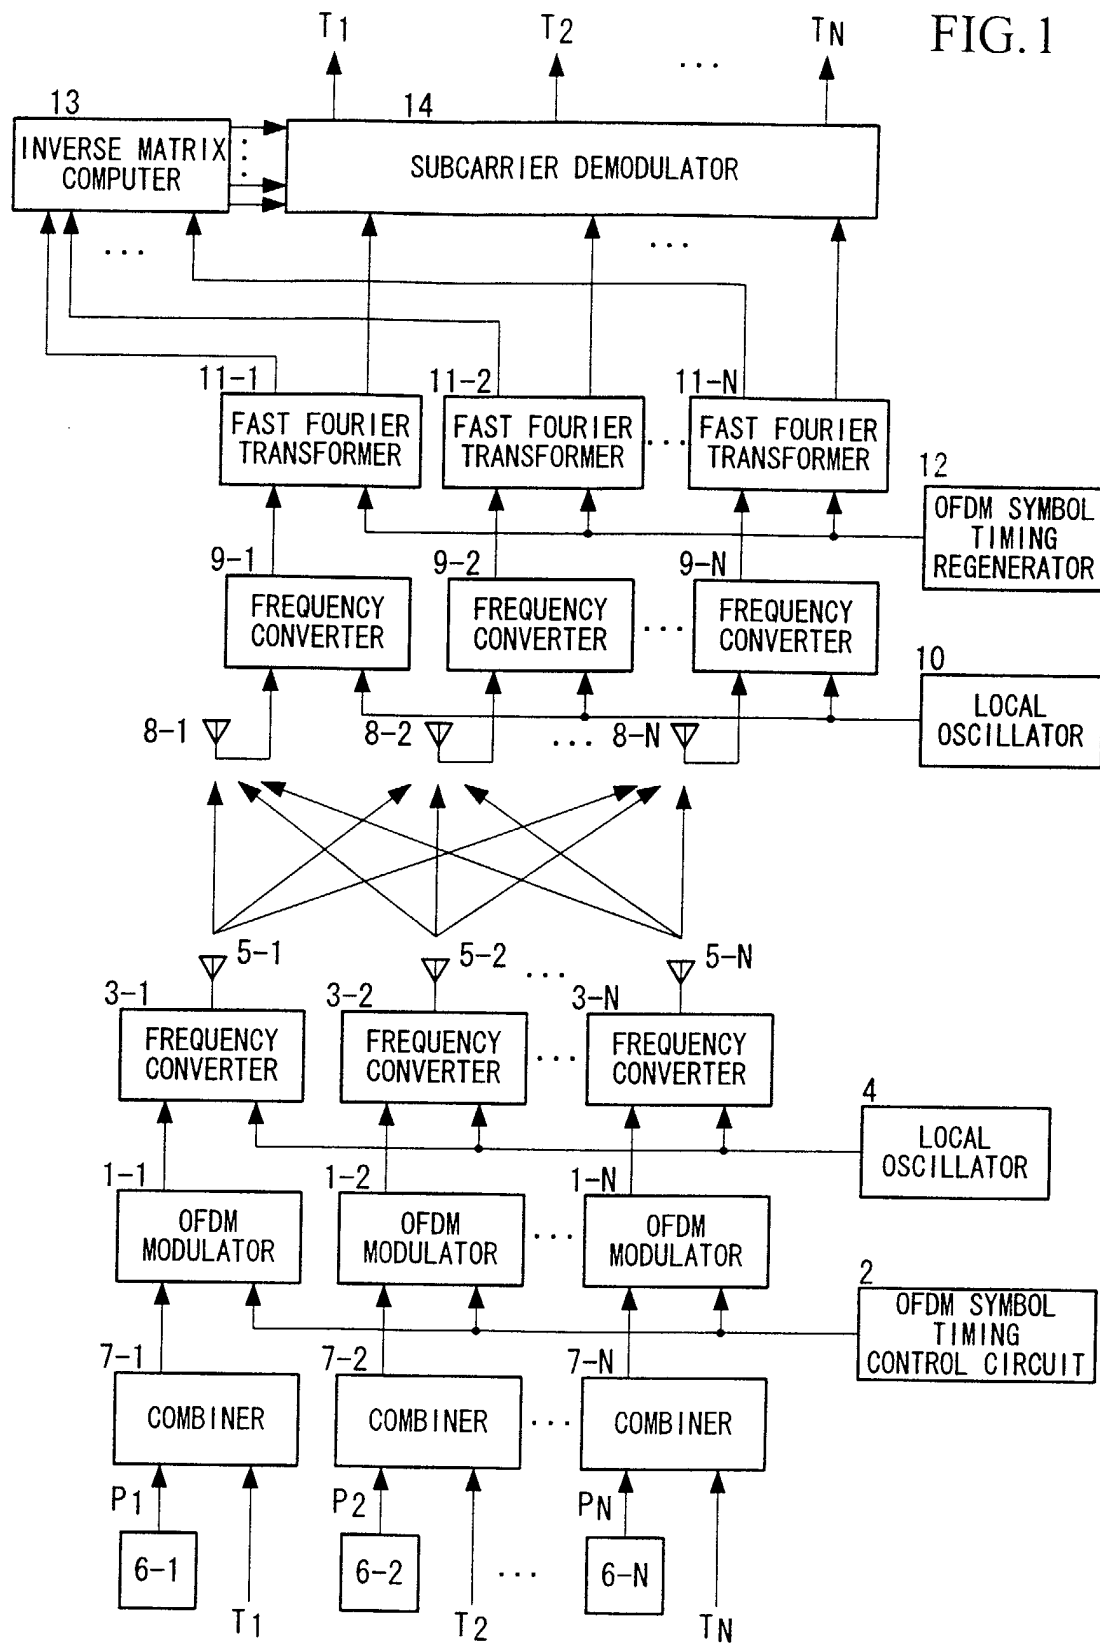 FIG. 1
T1 T2 ... TN
13 14
INVERSE MATRIX
COMPUTER
SUBCARRIER DEMODULATOR
... ...
11-1 11-2 11-N
FAST FOURIER
TRANSFORMER
FAST FOURIER
TRANSFORMER
...
FAST FOURIER
TRANSFORMER
12
OFDM SYMBOL
TIMING
REGENERATOR
9-1 9-2 9-N
FREQUENCY
CONVERTER
FREQUENCY
CONVERTER
...
FREQUENCY
CONVERTER
10
LOCAL
OSCILLATOR
8-1 8-2 ... 8-N
5-1 5-2 ... 5-N
3-1 3-2 3-N
FREQUENCY
CONVERTER
FREQUENCY
CONVERTER
...
FREQUENCY
CONVERTER
4
LOCAL
OSCILLATOR
1-1 1-2 1-N
OFDM
MODULATOR
OFDM
MODULATOR
...
OFDM
MODULATOR
2
OFDM SYMBOL
TIMING
CONTROL CIRCUIT
7-1 7-2 7-N
COMBINER COMBINER ... COMBINER
P1 P2 PN
6-1 6-2 ... 6-N
T1 T2 TN